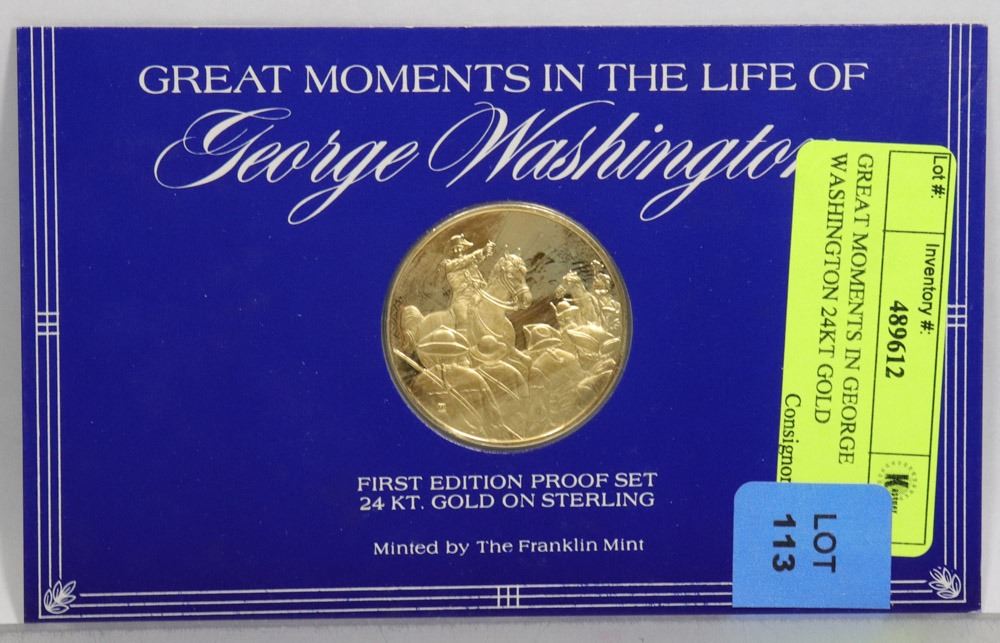 GREAT MOMENTS IN THE LIFE OF
George Washington
FIRST EDITION PROOF SET
24 KT. GOLD ON STERLING
Minted by The Franklin Mint
Lot #:
Inventory #:
489612
GREAT MOMENTS IN GEORGE
WASHINGTON 24KT GOLD
Consignor
K
LOT
113